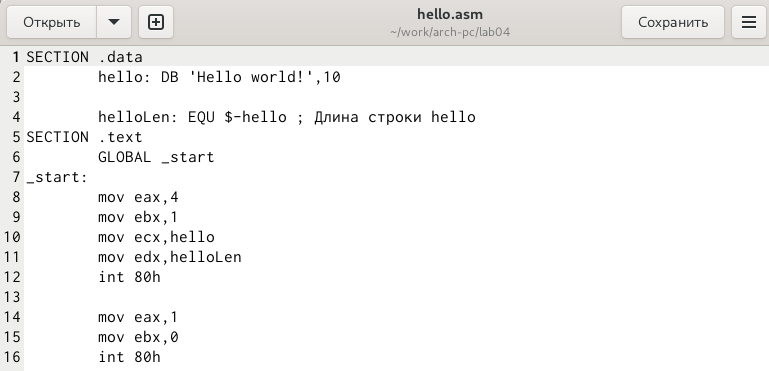 Открыть
hello.asm
~/work/arch-pc/lab04
Сохранить
1 SECTION .data
2 hello: DB 'Hello world!',10
3
4 helloLen: EQU $-hello ; Длина строки hello
5 SECTION .text
6 GLOBAL _start
7 _start:
8 mov eax,4
9 mov ebx,1
10 mov ecx,hello
11 mov edx,helloLen
12 int 80h
13
14 mov eax,1
15 mov ebx,0
16 int 80h